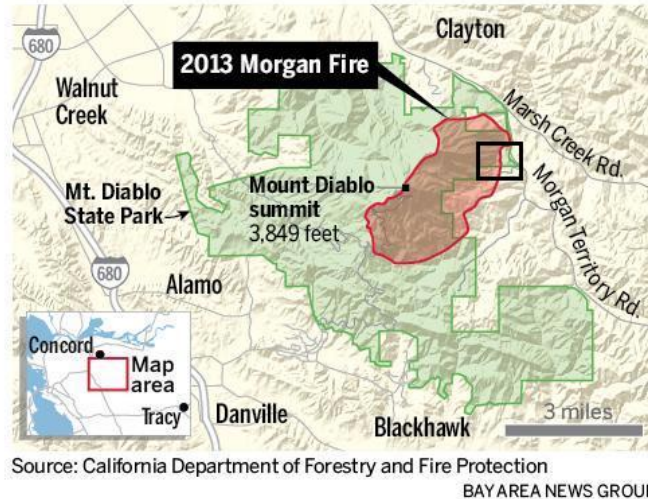 680
Clayton
2013 Morgan Fire
Walnut
Creek
Marsh Creek Rd.
Mt. Diablo
State Park
Mount Diablo
summit
3,849 feet
Morgan Territory Rd.
680
Alamo
Concord
Map
area
Tracy
Danville
Blackhawk
3 miles
Source: California Department of Forestry and Fire Protection
BAY AREA NEWS GROUP